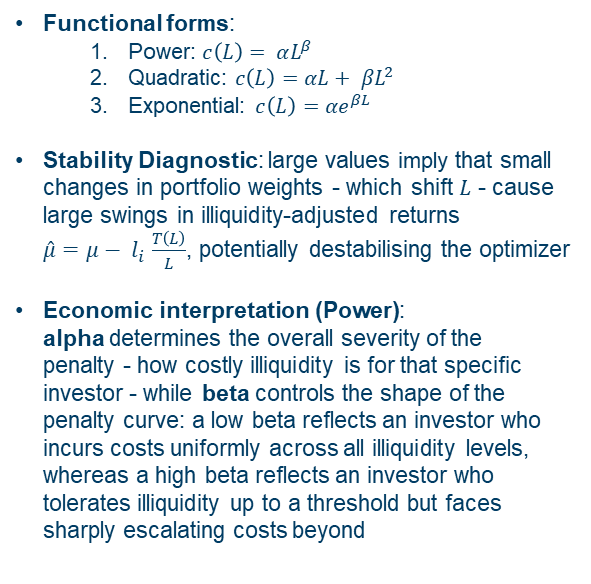 • Functional forms:
1. Power: c(L) = αL^β
2. Quadratic: c(L) = αL + βL²
3. Exponential: c(L) = αe^βL
• Stability Diagnostic: large values imply that small
changes in portfolio weights - which shift L - cause
large swings in illiquidity-adjusted returns
μ̂ = μ − lᵢ T(L)/L, potentially destabilising the optimizer
• Economic interpretation (Power):
alpha determines the overall severity of the
penalty - how costly illiquidity is for that specific
investor - while beta controls the shape of the
penalty curve: a low beta reflects an investor who
incurs costs uniformly across all illiquidity levels,
whereas a high beta reflects an investor who
tolerates illiquidity up to a threshold but faces
sharply escalating costs beyond